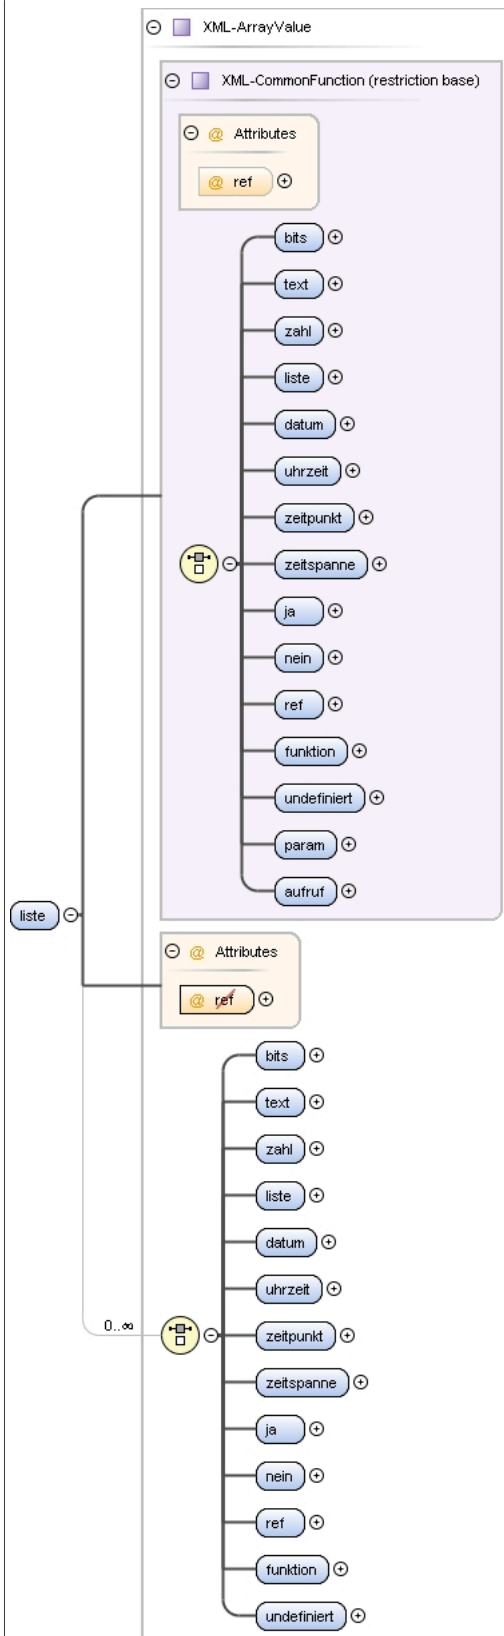 XML-ArrayValue
XML-CommonFunction (restriction base)
@ Attributes
@ ref
bits
text
zahl
liste
datum
uhrzeit
zeitpunkt
zeitspanne
ja
nein
ref
funktion
undefiniert
param
aufruf
liste
@ Attributes
@ ref
bits
text
zahl
liste
datum
uhrzeit
0..∞
zeitpunkt
zeitspanne
ja
nein
ref
funktion
undefiniert